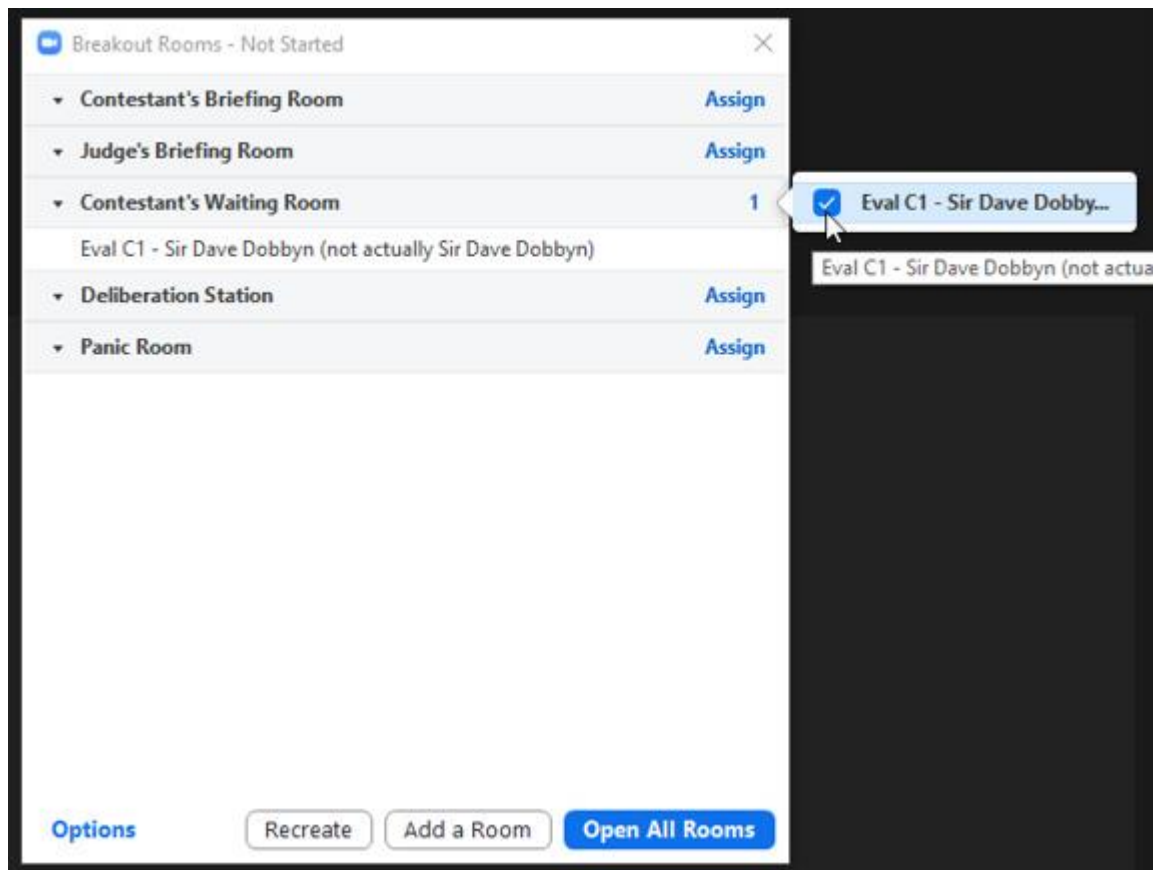 Breakout Rooms - Not Started
Contestant's Briefing Room Assign
Judge's Briefing Room Assign
Contestant's Waiting Room 1
Eval C1 - Sir Dave Dobby...
Eval C1 - Sir Dave Dobbyn (not actually Sir Dave Dobbyn)
Eval C1 - Sir Dave Dobbyn (not actua
Deliberation Station Assign
Panic Room Assign
Options Recreate Add a Room Open All Rooms